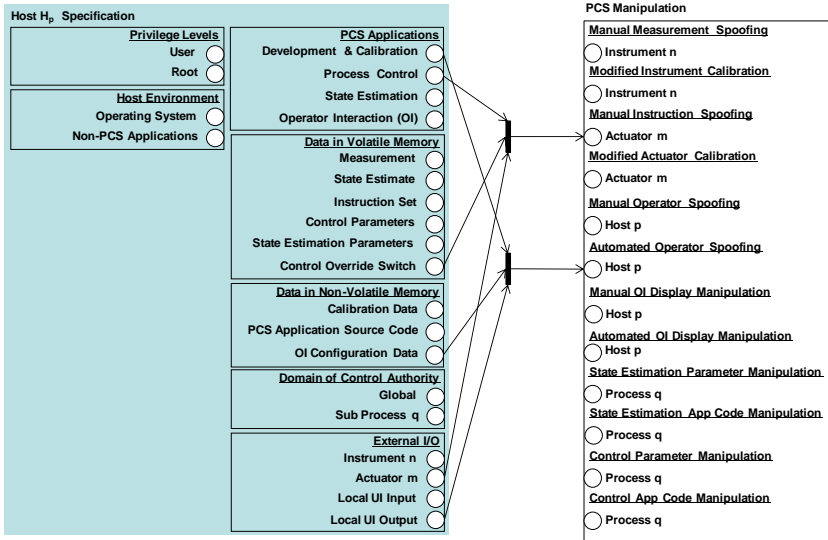 Host Hp Specification
Privilege Levels
User
Root
Host Environment
Operating System
Non-PCS Applications
PCS Applications
Development & Calibration
Process Control
State Estimation
Operator Interaction (OI)
Data in Volatile Memory
Measurement
State Estimate
Instruction Set
Control Parameters
State Estimation Parameters
Control Override Switch
Data in Non-Volatile Memory
Calibration Data
PCS Application Source Code
OI Configuration Data
Domain of Control Authority
Global
Sub Process q
External I/O
Instrument n
Actuator m
Local UI Input
Local UI Output
PCS Manipulation
Manual Measurement Spoofing
Instrument n
Modified Instrument Calibration
Instrument n
Manual Instruction Spoofing
Actuator m
Modified Actuator Calibration
Actuator m
Manual Operator Spoofing
Host p
Automated Operator Spoofing
Host p
Manual OI Display Manipulation
Host p
Automated OI Display Manipulation
Host p
State Estimation Parameter Manipulation
Process q
State Estimation App Code Manipulation
Process q
Control Parameter Manipulation
Process q
Control App Code Manipulation
Process q